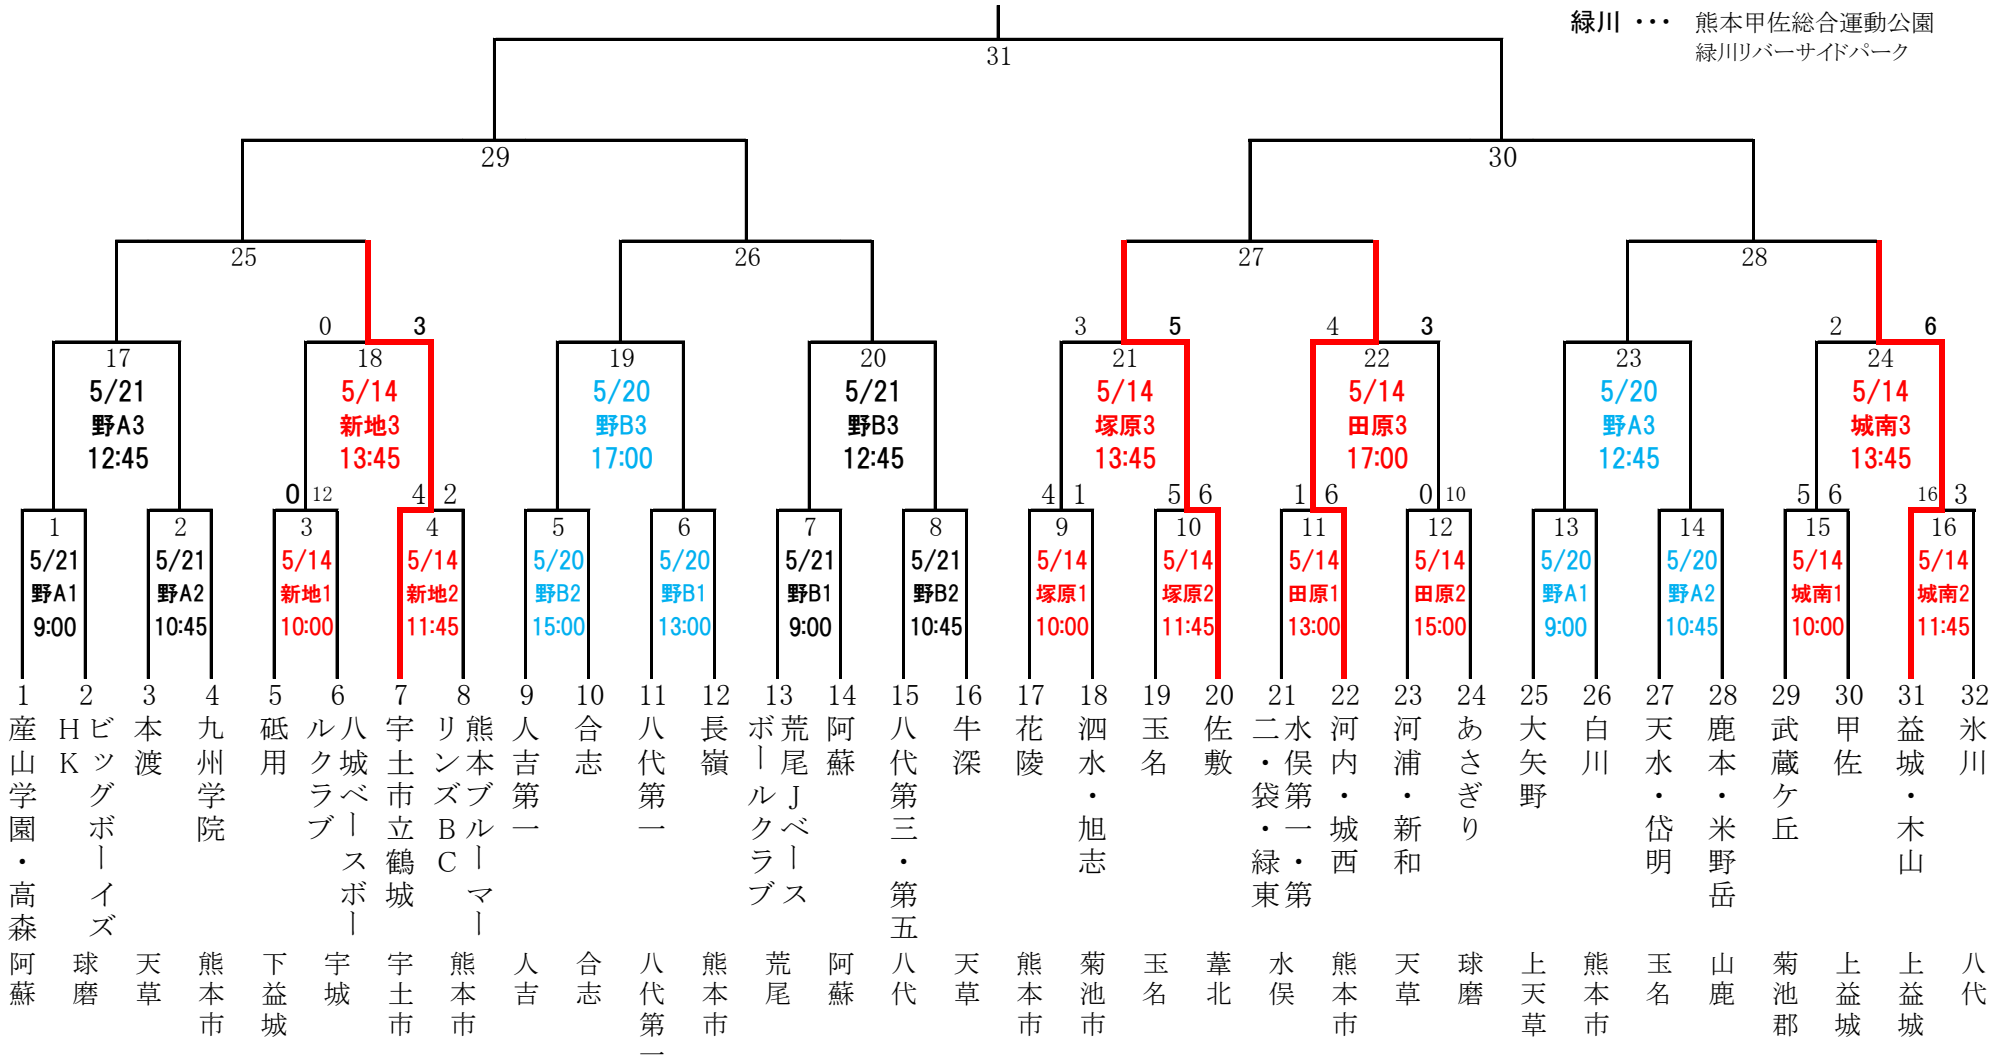 緑川 ・・・ 熊本甲佐総合運動公園
緑川リバーサイドパーク
31
29 30
25 26 27 28
0 3 3 5 4 3 2 6
17 18 19 20 21 22 23 24
5/21 5/14 5/20 5/21 5/14 5/14 5/20 5/14
野A3 新地3 野B3 野B3 塚原3 田原3 野A3 城南3
12:45 13:45 17:00 12:45 13:45 17:00 12:45 13:45
0 12 4 2 4 1 5 6 1 6 0 10 5 6 16 3
1 2 3 4 5 6 7 8 9 10 11 12 13 14 15 16
5/21 5/21 5/14 5/14 5/20 5/20 5/21 5/21 5/14 5/14 5/14 5/14 5/20 5/20 5/14 5/14
野A1 野A2 新地1 新地2 野B2 野B1 野B1 野B2 塚原1 塚原2 田原1 田原2 野A1 野A2 城南1 城南2
9:00 10:45 10:00 11:45 15:00 13:00 9:00 10:45 10:00 11:45 13:00 15:00 9:00 10:45 10:00 11:45
1 2 3 4 5 6 7 8 9 10 11 12 13 14 15 16 17 18 19 20 21 22 23 24 25 26 27 28 29 30 31 32
産山学園・高森
ビッグボーイズ
HK
本渡
九州学院
砥用
八城ベースボー
ルクラブ
宇土市立鶴城
熊本ブルーマー
リンズBC
人吉第一
合志
八代第一
長嶺
荒尾Jベース
ボールクラブ
阿蘇
八代第三・第五
牛深
花陵
泗水・旭志
玉名
佐敷
水俣第一・第
二・袋・緑東
河内・城西
河浦・新和
あさぎり
大矢野
白川
天水・岱明
鹿本・米野岳
武蔵ケ丘
甲佐
益城・木山
氷川
阿蘇
球磨
天草
熊本市
下益城
宇城
宇土市
熊本市
人吉
合志
八代第一
熊本市
荒尾
阿蘇
八代
天草
熊本市
菊池市
玉名
葦北
水俣
熊本市
天草
球磨
上天草
熊本市
玉名
山鹿
菊池郡
上益城
上益城
八代